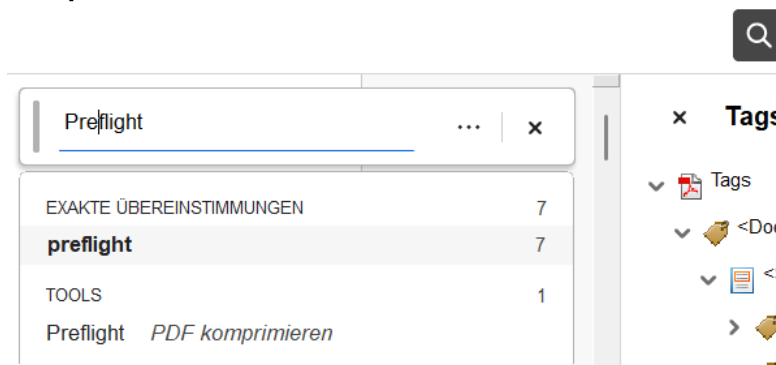 Preflight
Tags
EXAKTE ÜBEREINSTIMMUNGEN 7
preflight 7
TOOLS 1
Preflight PDF komprimieren
Tags